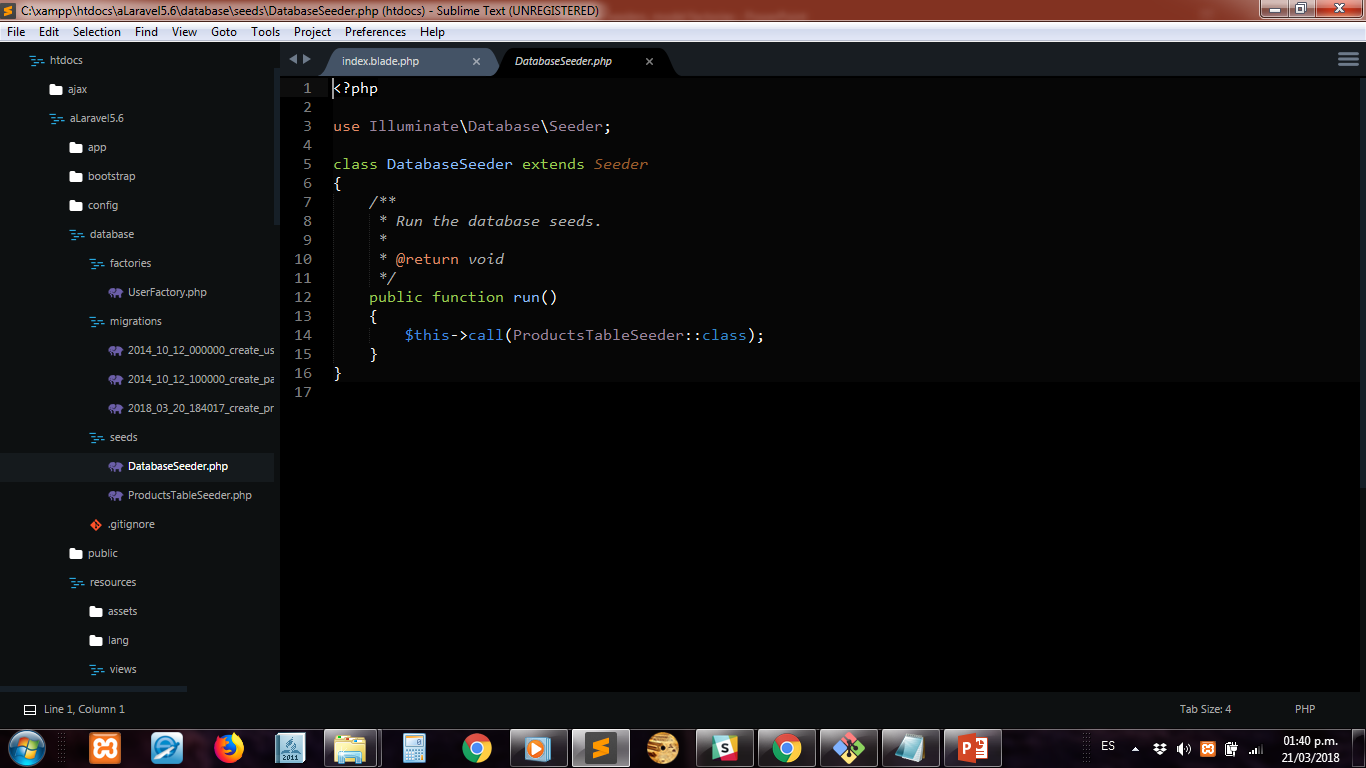 C:\xampp\htdocs\aLaravel5.6\database\seeds\DatabaseSeeder.php (htdocs) - Sublime Text (UNREGISTERED)
File Edit Selection Find View Goto Tools Project Preferences Help
htdocs
ajax
aLaravel5.6
app
bootstrap
config
database
factories
UserFactory.php
migrations
2014_10_12_000000_create_us
2014_10_12_100000_create_pa
2018_03_20_184017_create_pr
seeds
DatabaseSeeder.php
ProductsTableSeeder.php
.gitignore
public
resources
assets
lang
views
index.blade.php DatabaseSeeder.php
1 <?php
2
3 use Illuminate\Database\Seeder;
4
5 class DatabaseSeeder extends Seeder
6 {
7     /**
8      * Run the database seeds.
9      *
10      * @return void
11      */
12     public function run()
13     {
14         $this->call(ProductsTableSeeder::class);
15     }
16 }
17
Line 1, Column 1 Tab Size: 4 PHP
2011
ES
01:40 p.m.
21/03/2018